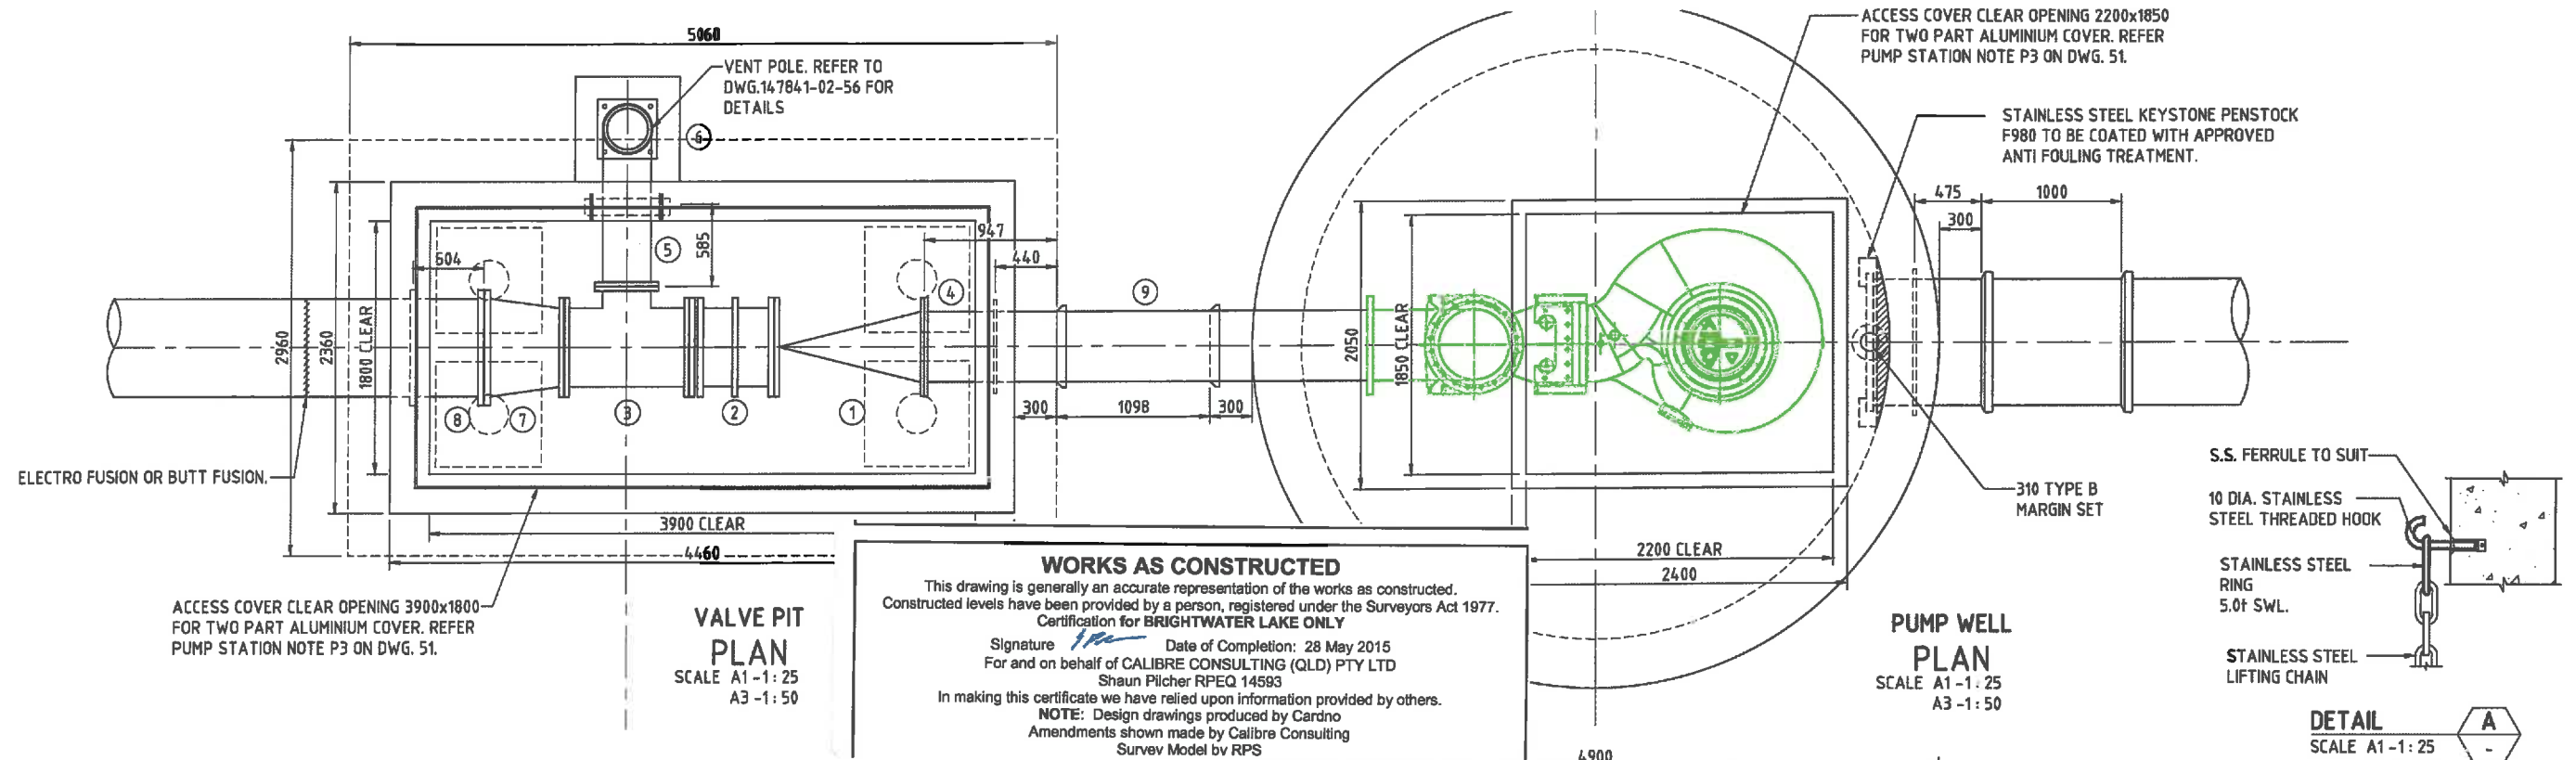 5060
VENT POLE. REFER TO
DWG.147841-02-56 FOR
DETAILS
6
5
585
947
440
604
4
9
2960
2360
1800 CLEAR
8
7
3
2
1
300
1098
300
ELECTRO FUSION OR BUTT FUSION.
3900 CLEAR
4460
ACCESS COVER CLEAR OPENING 3900x1800
FOR TWO PART ALUMINIUM COVER. REFER
PUMP STATION NOTE P3 ON DWG. 51.
VALVE PIT
PLAN
SCALE A1 -1: 25
A3 -1: 50
WORKS AS CONSTRUCTED
This drawing is generally an accurate representation of the works as constructed.
Constructed levels have been provided by a person, registered under the Surveyors Act 1977.
Certification for BRIGHTWATER LAKE ONLY
Signature Date of Completion: 28 May 2015
For and on behalf of CALIBRE CONSULTING (QLD) PTY LTD
Shaun Pilcher RPEQ 14593
In making this certificate we have relied upon information provided by others.
NOTE: Design drawings produced by Cardno
Amendments shown made by Calibre Consulting
Survey Model by RPS
ACCESS COVER CLEAR OPENING 2200x1850
FOR TWO PART ALUMINIUM COVER. REFER
PUMP STATION NOTE P3 ON DWG. 51.
STAINLESS STEEL KEYSTONE PENSTOCK
F980 TO BE COATED WITH APPROVED
ANTI FOULING TREATMENT.
475
1000
300
2050
1850 CLEAR
310 TYPE B
MARGIN SET
2200 CLEAR
2400
PUMP WELL
PLAN
SCALE A1 -1: 25
A3 -1: 50
4900
S.S. FERRULE TO SUIT
10 DIA. STAINLESS
STEEL THREADED HOOK
STAINLESS STEEL
RING
5.0t SWL.
STAINLESS STEEL
LIFTING CHAIN
DETAIL
SCALE A1 -1: 25
A
-